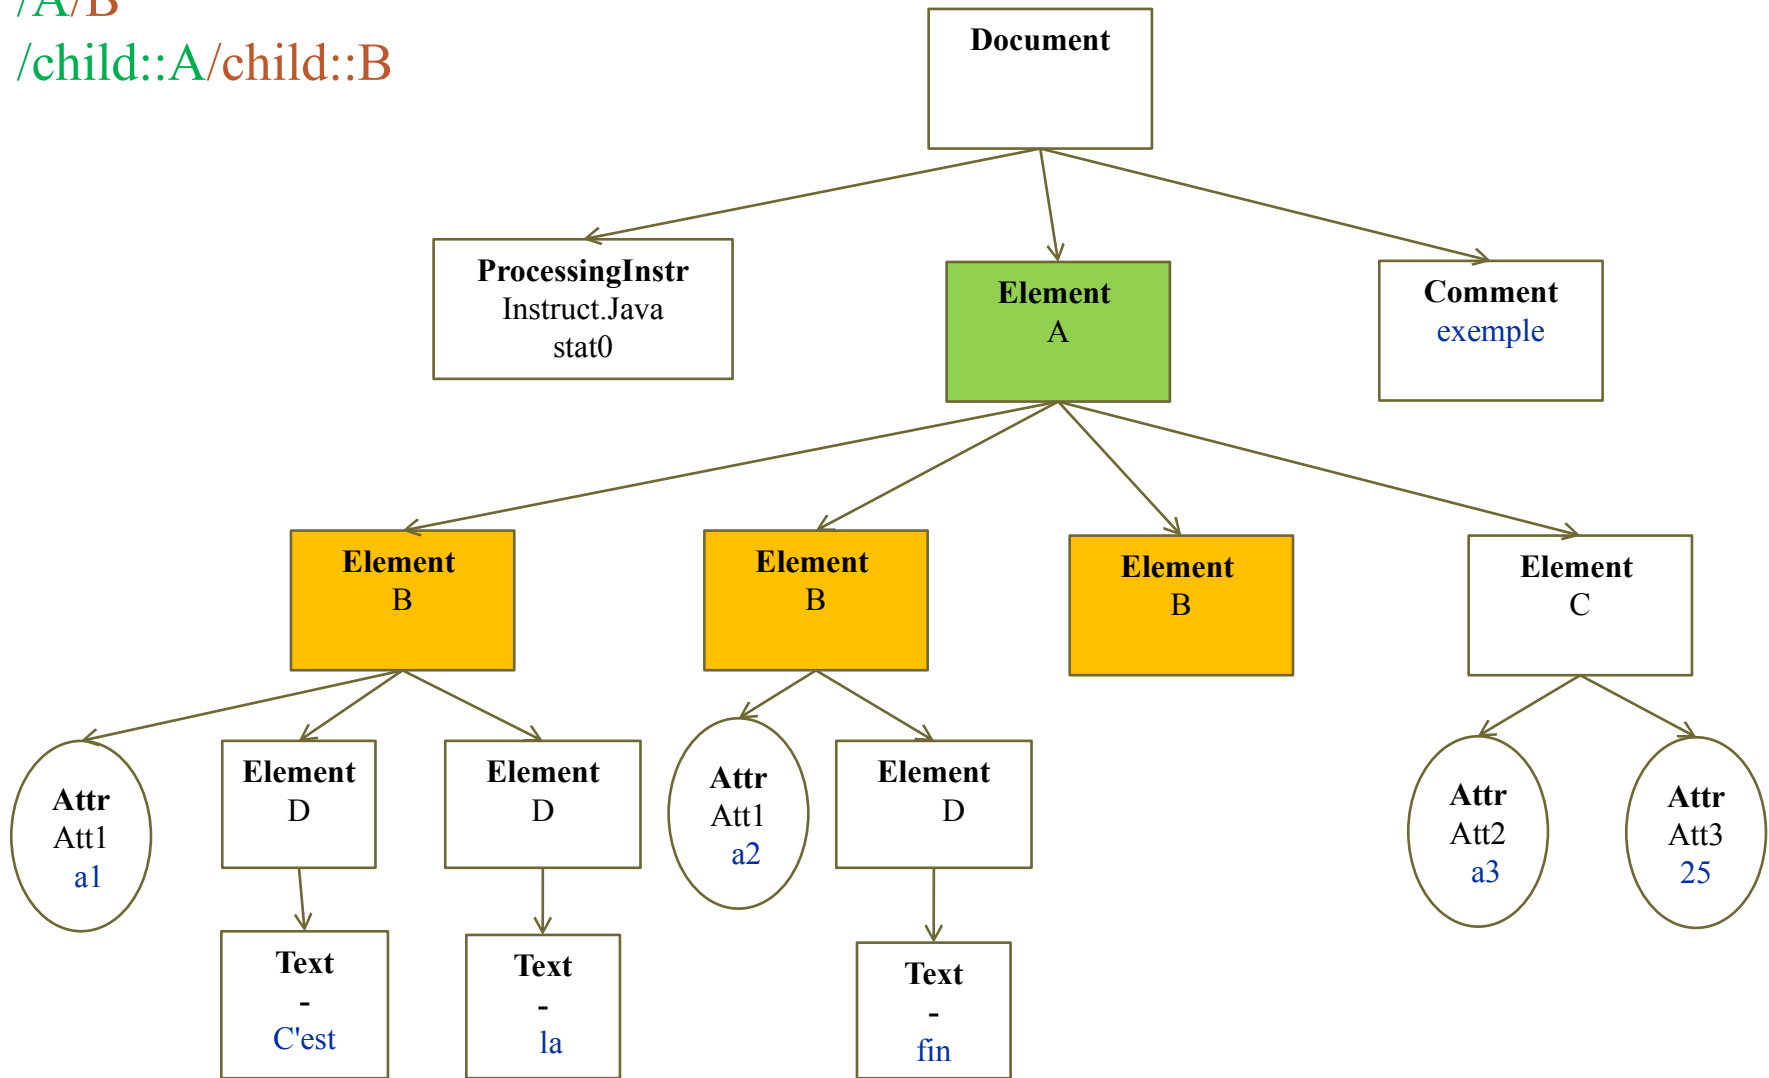 /A/B
/child::A/child::B
Document
ProcessingInstr
Instruct.Java
stat0
Element
A
Comment
exemple
Element
B
Element
B
Element
B
Element
C
Attr
Att1
a1
Element
D
Element
D
Attr
Att1
a2
Element
D
Attr
Att2
a3
Attr
Att3
25
Text
-
C'est
Text
-
la
Text
-
fin